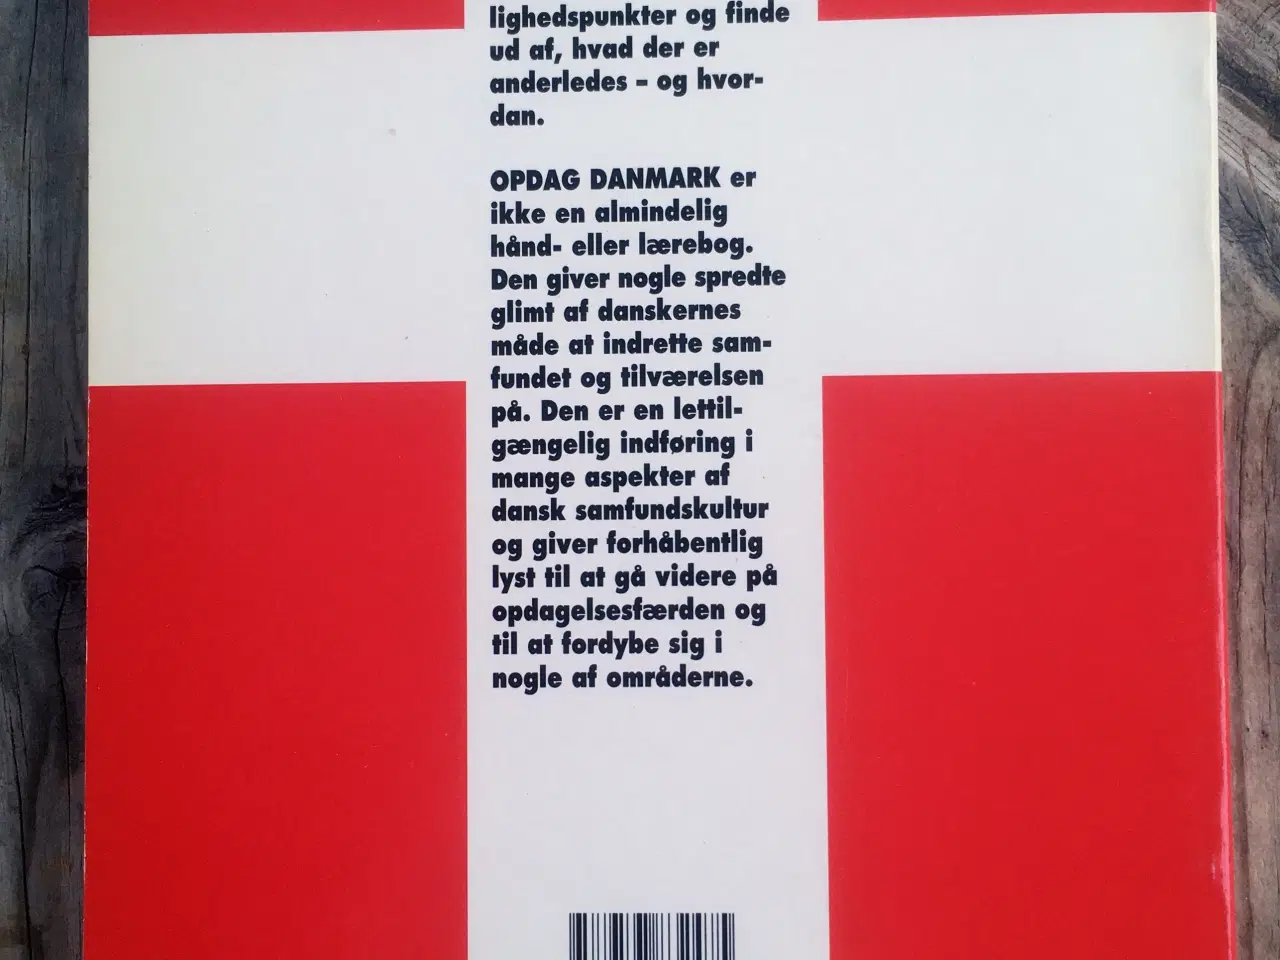 lighedspunkter og finde
ud af, hvad der er
anderledes – og hvor-
dan.
OPDAG DANMARK er
ikke en almindelig
hånd- eller lærebog.
Den giver nogle spredte
glimt af danskernes
måde at indrette sam-
fundet og tilværelsen
på. Den er en lettil-
gængelig indføring i
mange aspekter af
dansk samfundskultur
og giver forhåbentlig
lyst til at gå videre på
opdagelsesfærden og
til at fordybe sig i
nogle af områderne.